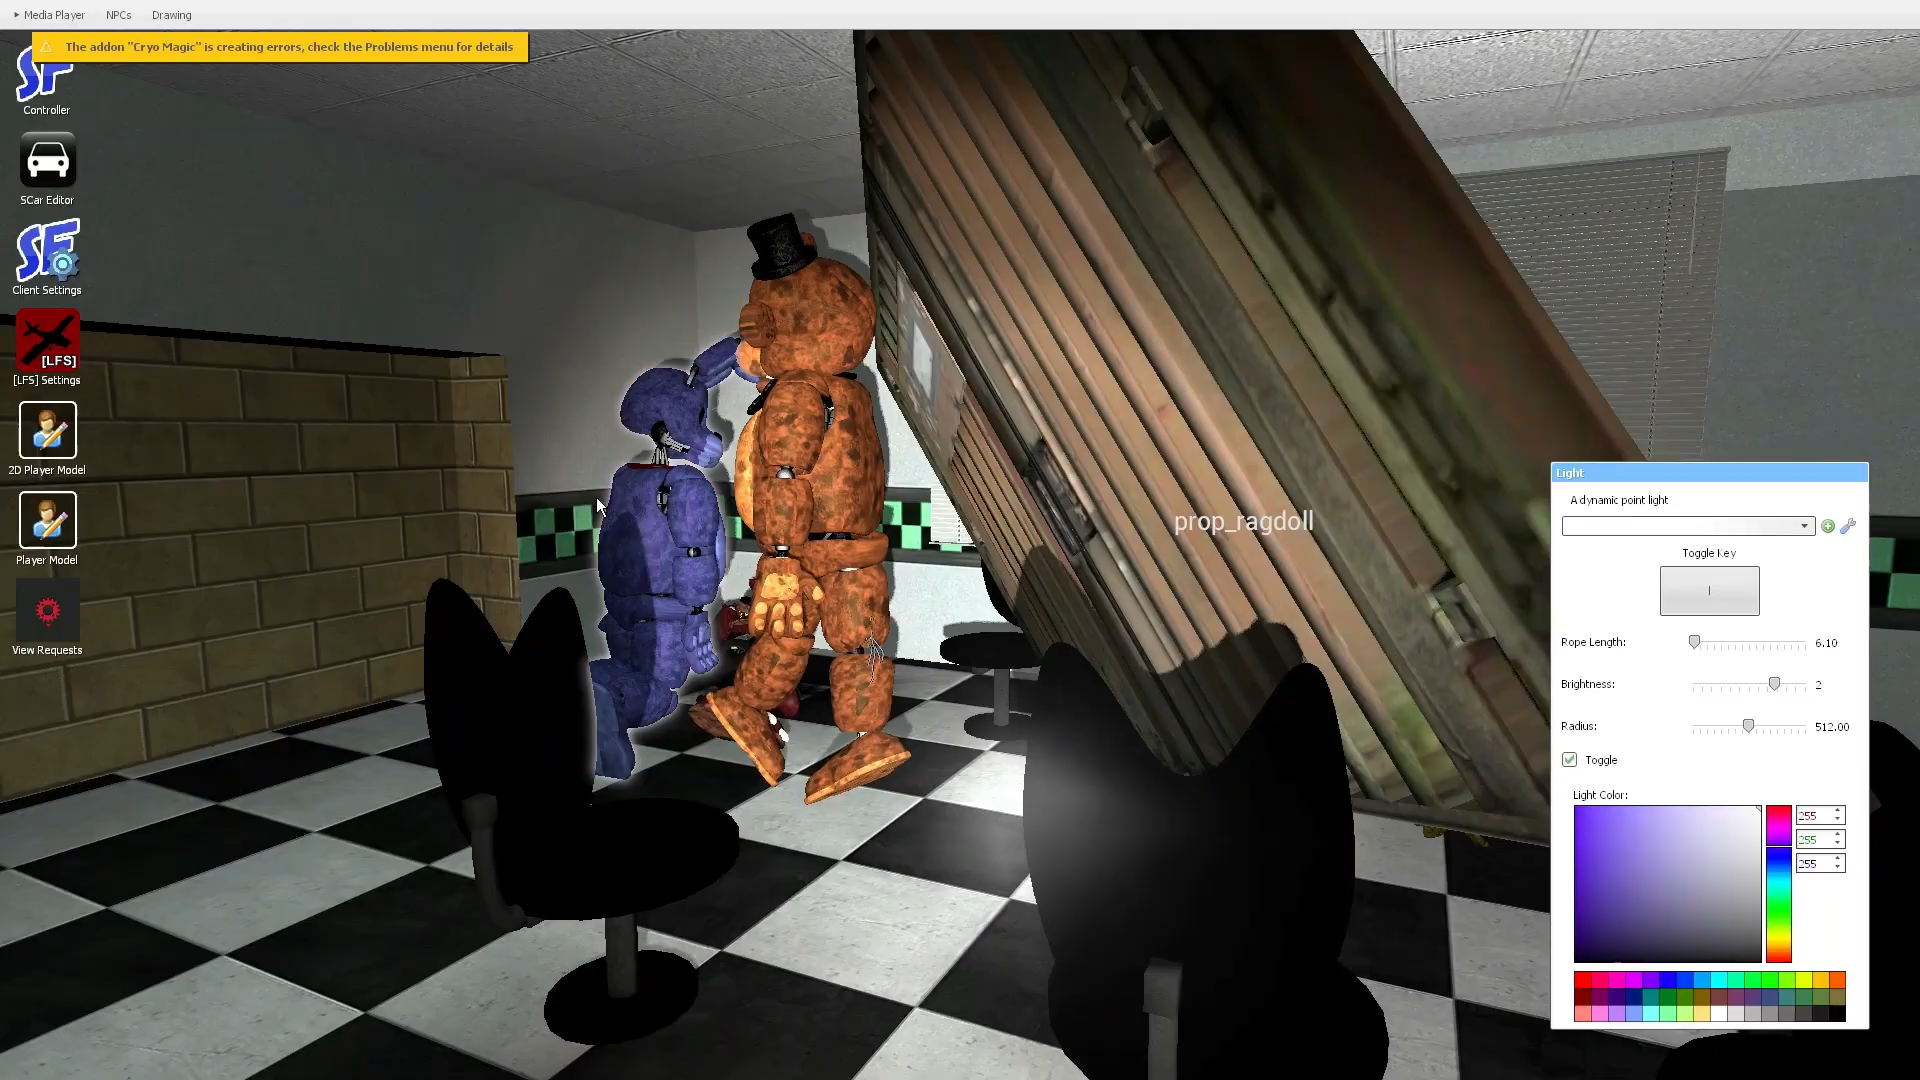 Media Player NPCs Drawing
The addon "Cryo Magic" is creating errors, check the Problems menu for details
SF
Controller
SCar Editor
SF
Client Settings
[LFS]
[LFS] Settings
2D Player Model
Player Model
View Requests
prop_ragdoll
Light
A dynamic point light
Toggle Key
Rope Length: 6.10
Brightness: 2
Radius: 512.00
Toggle
Light Color:
255
255
255